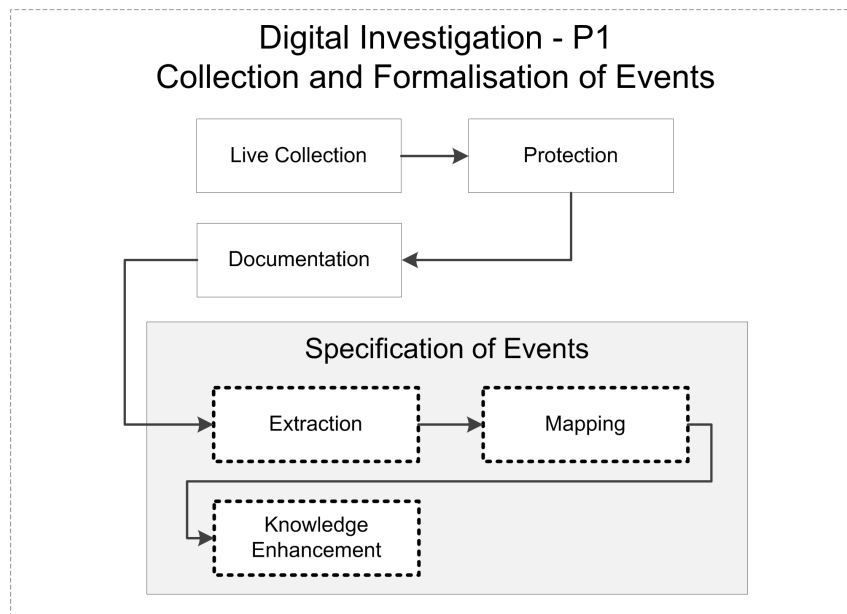 Digital Investigation - P1
Collection and Formalisation of Events
Live Collection
Protection
Documentation
Specification of Events
Extraction
Mapping
Knowledge
Enhancement